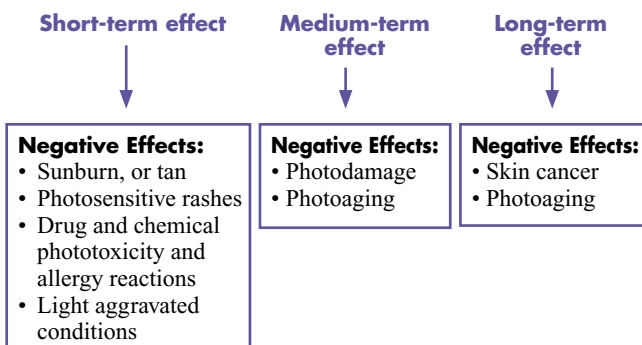 Short-term effect
Medium-term
effect
Long-term
effect
Negative Effects:
• Sunburn, or tan
• Photosensitive rashes
• Drug and chemical
phototoxicity and
allergy reactions
• Light aggravated
conditions
Negative Effects:
• Photodamage
• Photoaging
Negative Effects:
• Skin cancer
• Photoaging